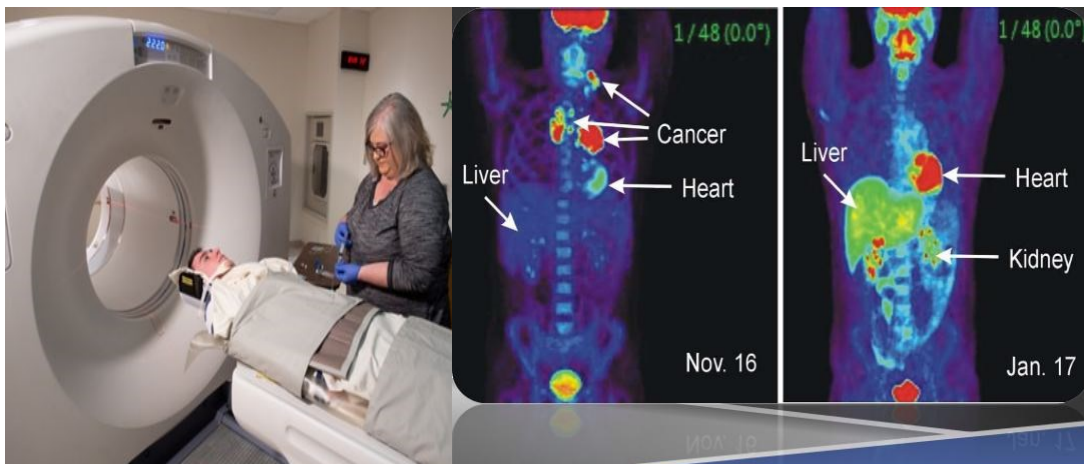 2220
1/48 (0.0°)
Cancer
Liver
Heart
Nov. 16
1/48 (0.0°)
Liver
Heart
Kidney
Jan. 17